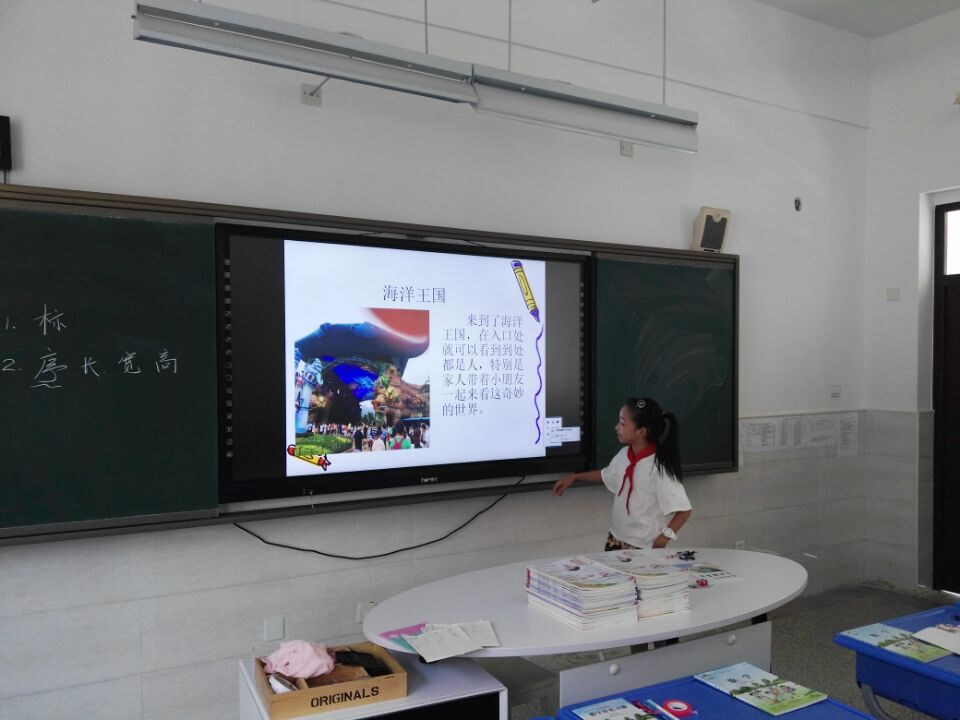 1. 标
2. 序 长 宽 高
海洋王国
来到了海洋
王国，在入口处
就可以看到到处
都是人，特别是
家人带着小朋友
一起来看这奇妙
的世界。
ORIGINALS
数学